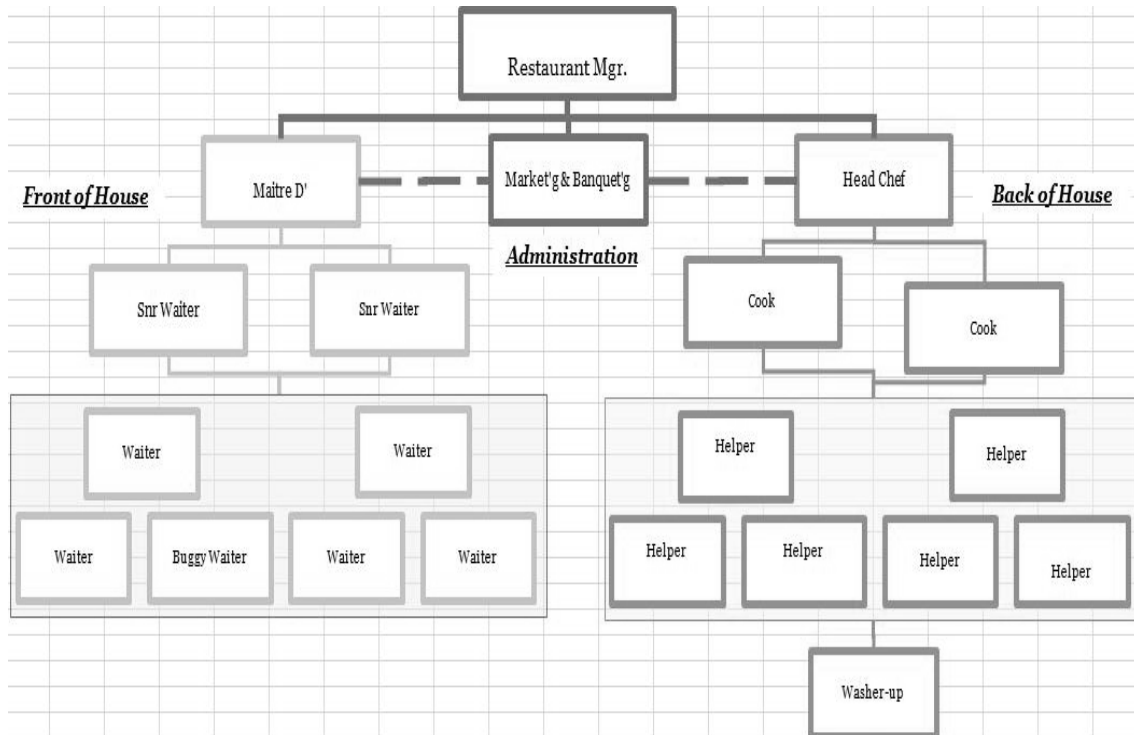 Restaurant Mgr.
Maitre D'
Market'g & Banquet'g
Head Chef
Front of House
Back of House
Administration
Snr Waiter
Snr Waiter
Cook
Cook
Waiter
Waiter
Helper
Helper
Waiter
Buggy Waiter
Waiter
Waiter
Helper
Helper
Helper
Helper
Washer-up